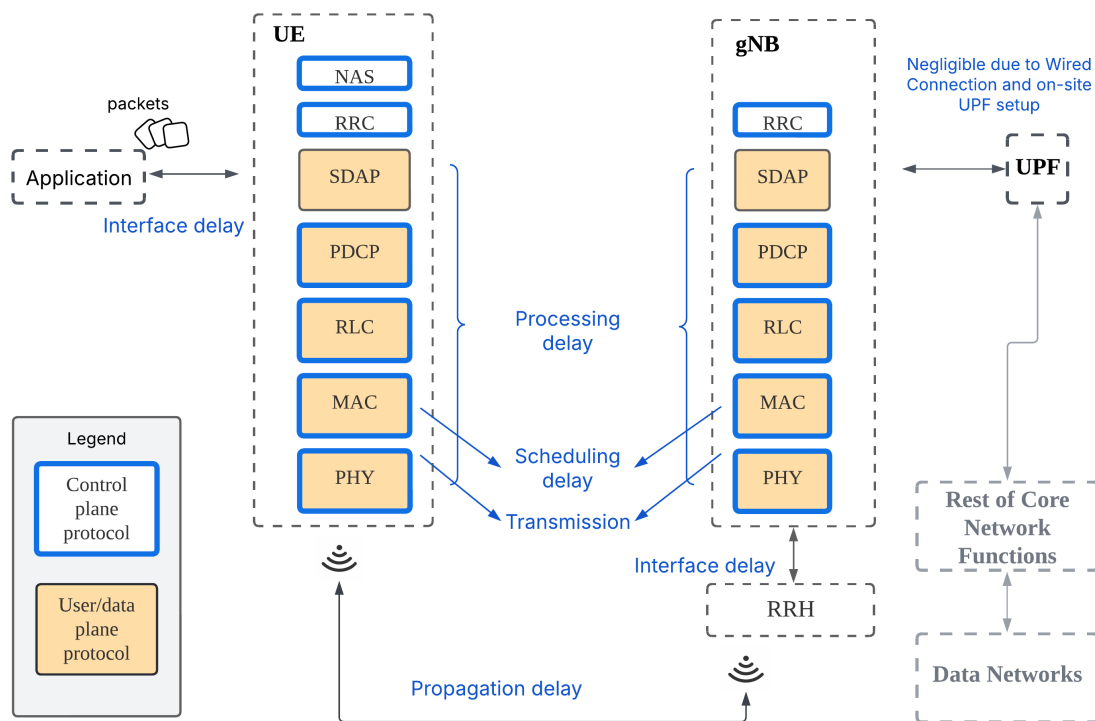 UE
NAS
RRC
SDAP
PDCP
RLC
MAC
PHY
gNB
RRC
SDAP
PDCP
RLC
MAC
PHY
packets
Application
Interface delay
Processing
delay
Scheduling
delay
Transmission
Negligible due to Wired
Connection and on-site
UPF setup
UPF
Interface delay
RRH
Propagation delay
Rest of Core
Network
Functions
Data Networks
Legend
Control
plane
protocol
User/data
plane
protocol